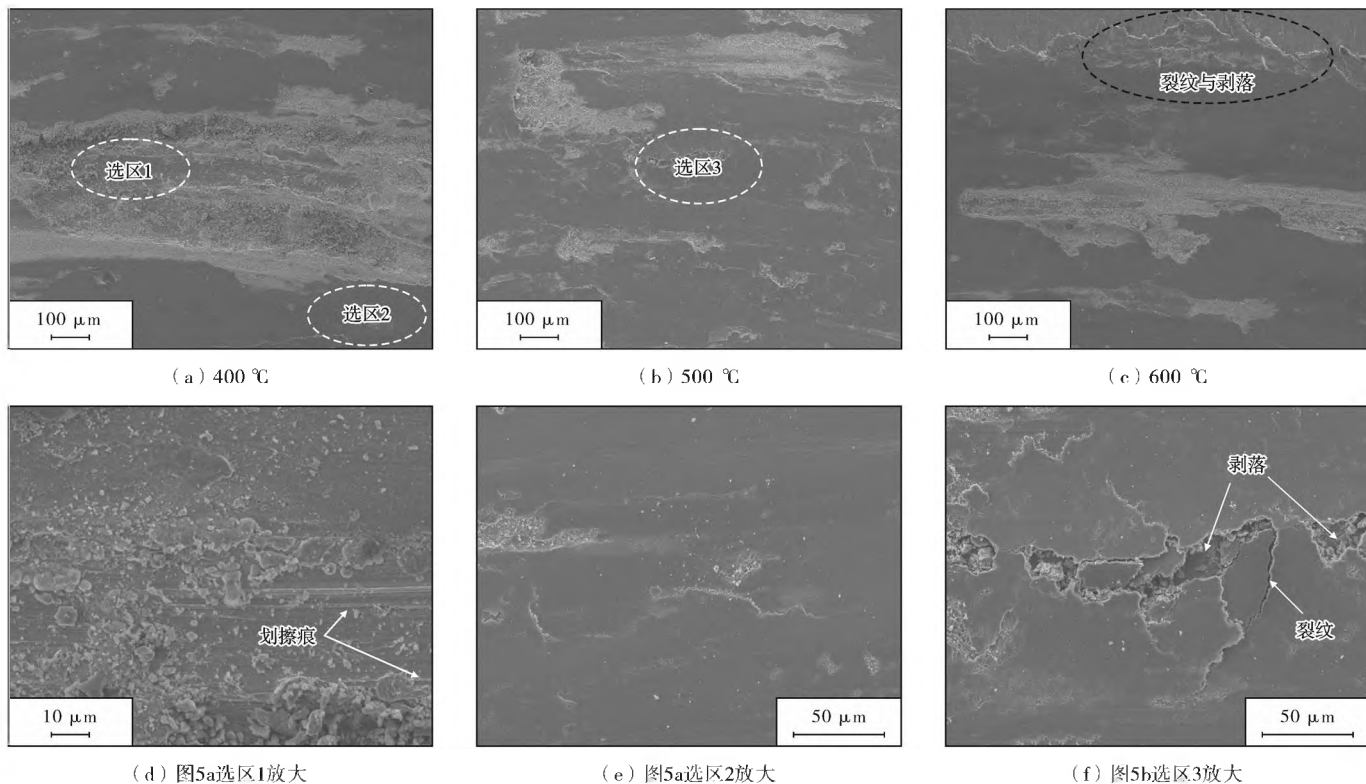 选区1
选区2
100 μm
(a) 400 ℃
选区3
100 μm
(b) 500 ℃
裂纹与剥落
100 μm
(c) 600 ℃
划擦痕
10 μm
(d) 图5a选区1放大
50 μm
(e) 图5a选区2放大
剥落
裂纹
50 μm
(f) 图5b选区3放大